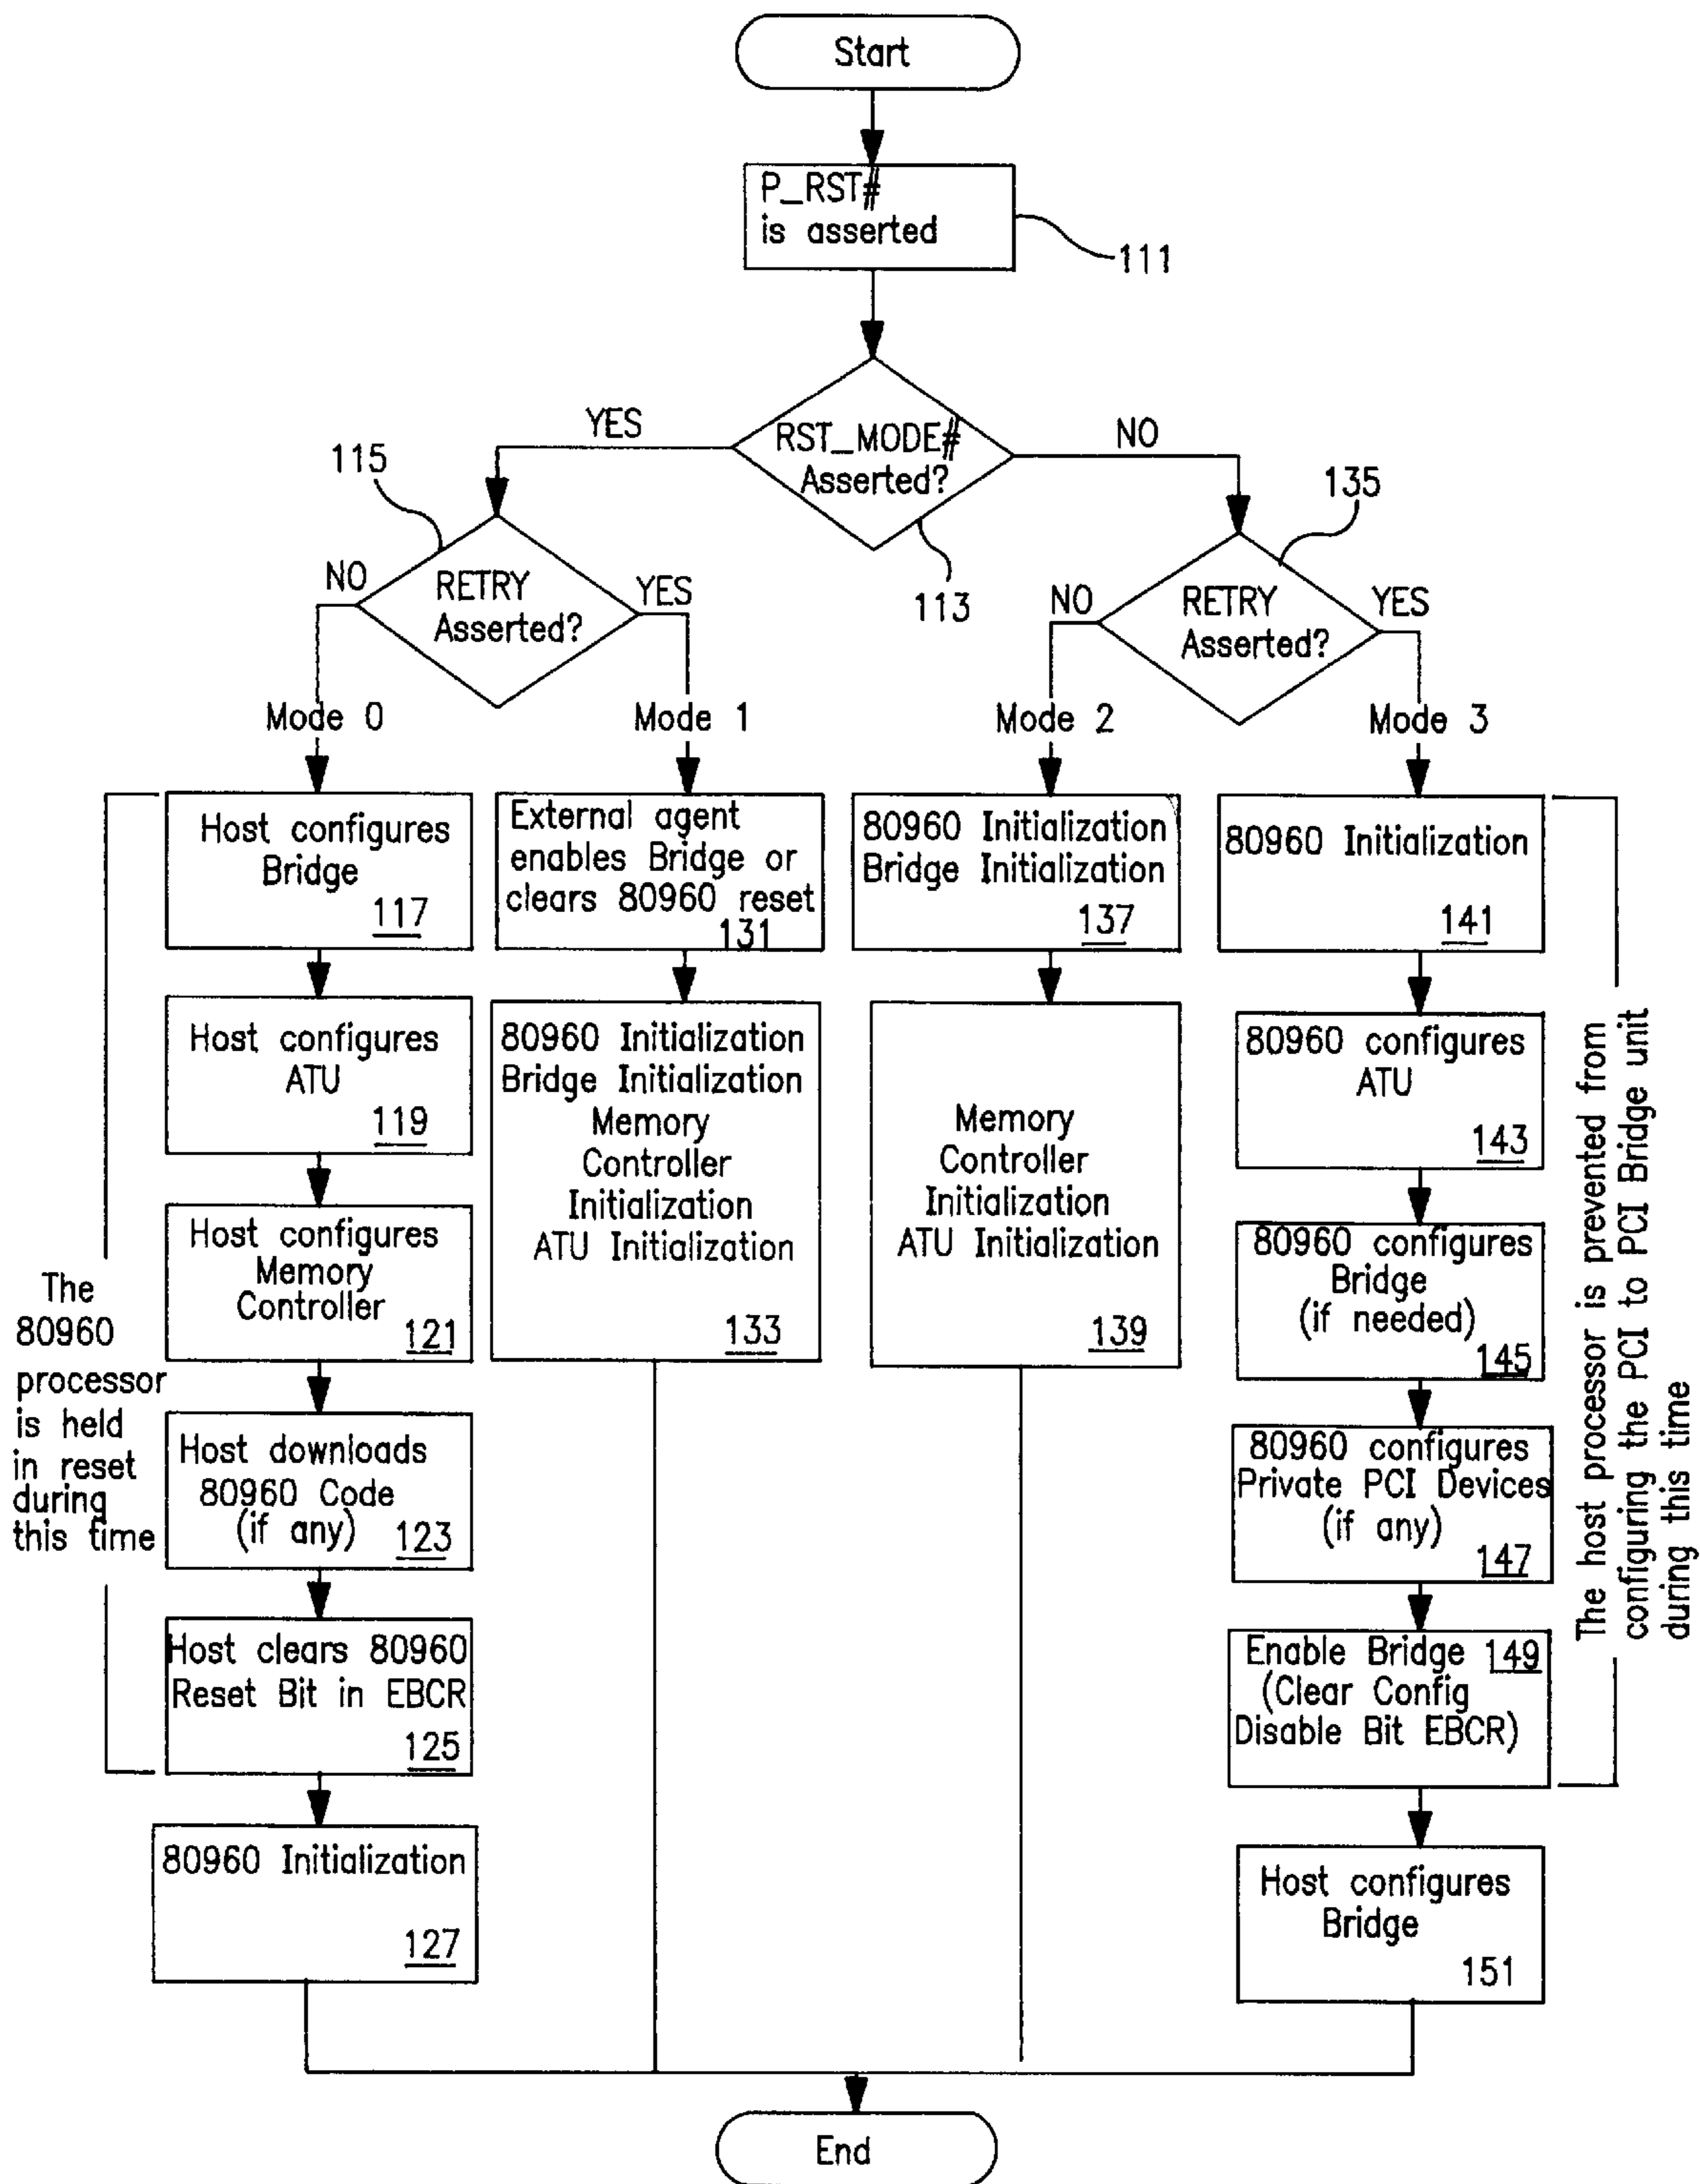 Start
P_RST#
is asserted
111
RST_MODE#
Asserted?
YES
NO
113
115
135
RETRY
Asserted?
NO
YES
RETRY
Asserted?
NO
YES
Mode 0
Mode 1
Mode 2
Mode 3
Host configures
Bridge
117
Host configures
ATU
119
Host configures
Memory
Controller
121
Host downloads
80960 Code
(if any)
123
Host clears 80960
Reset Bit in EBCR
125
80960 Initialization
127
The
80960
processor
is held
in reset
during
this time
External agent
enables Bridge or
clears 80960 reset
131
80960 Initialization
Bridge Initialization
Memory
Controller
Initialization
ATU Initialization
133
80960 Initialization
Bridge Initialization
137
Memory
Controller
Initialization
ATU Initialization
139
80960 Initialization
141
80960 configures
ATU
143
80960 configures
Bridge
(if needed)
145
80960 configures
Private PCI Devices
(if any)
147
Enable Bridge 149
(Clear Config
Disable Bit EBCR)
Host configures
Bridge
151
The host processor is prevented from
configuring the PCI to PCI Bridge unit
during this time
End